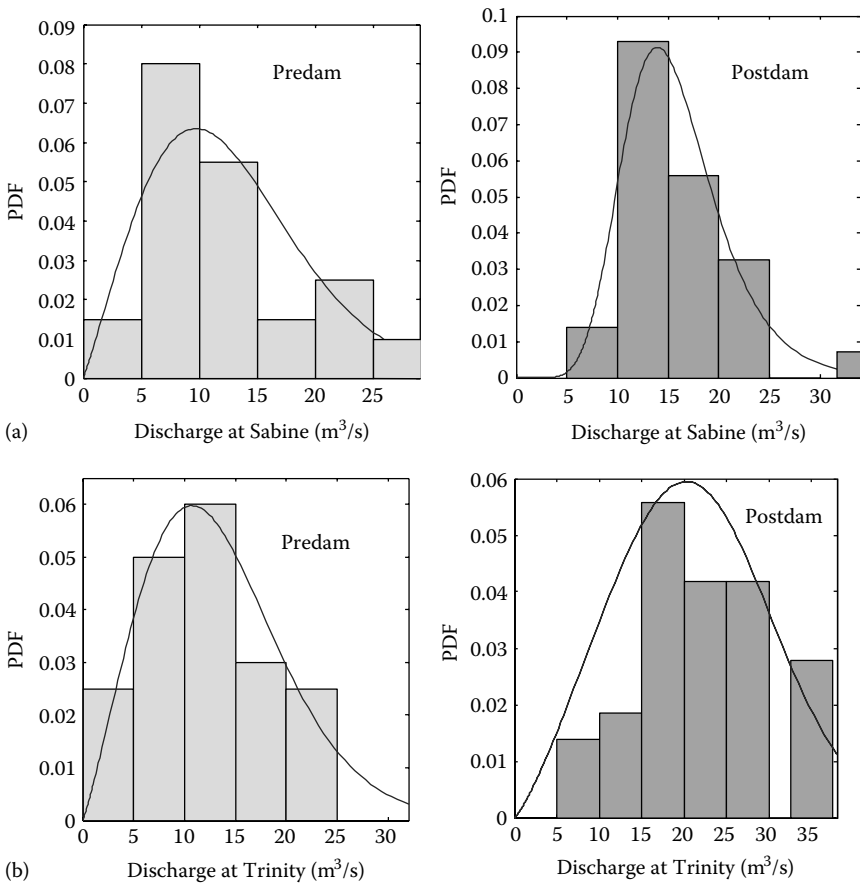 0.09
0.08
0.07
0.06
0.05
0.04
0.03
0.02
0.01
0
PDF
Predam
0 5 10 15 20 25
Discharge at Sabine (m³/s)
0.1
0.09
0.08
0.07
0.06
0.05
0.04
0.03
0.02
0.01
0
PDF
Postdam
0 5 10 15 20 25 30
Discharge at Sabine (m³/s)
(a)
0.06
0.05
0.04
0.03
0.02
0.01
0
PDF
Predam
0 5 10 15 20 25 30
Discharge at Trinity (m³/s)
0.06
0.05
0.04
0.03
0.02
0.01
0
PDF
Postdam
0 5 10 15 20 25 30 35
Discharge at Trinity (m³/s)
(b)